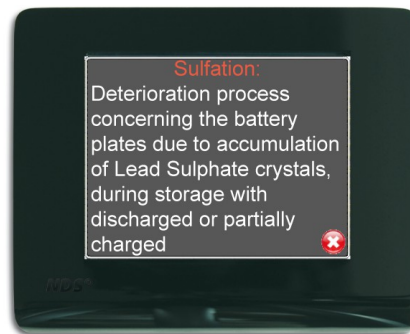 Sulfation:
Deterioration process
concerning the battery
plates due to accumulation
of Lead Sulphate crystals,
during storage with
discharged or partially
charged
NDS